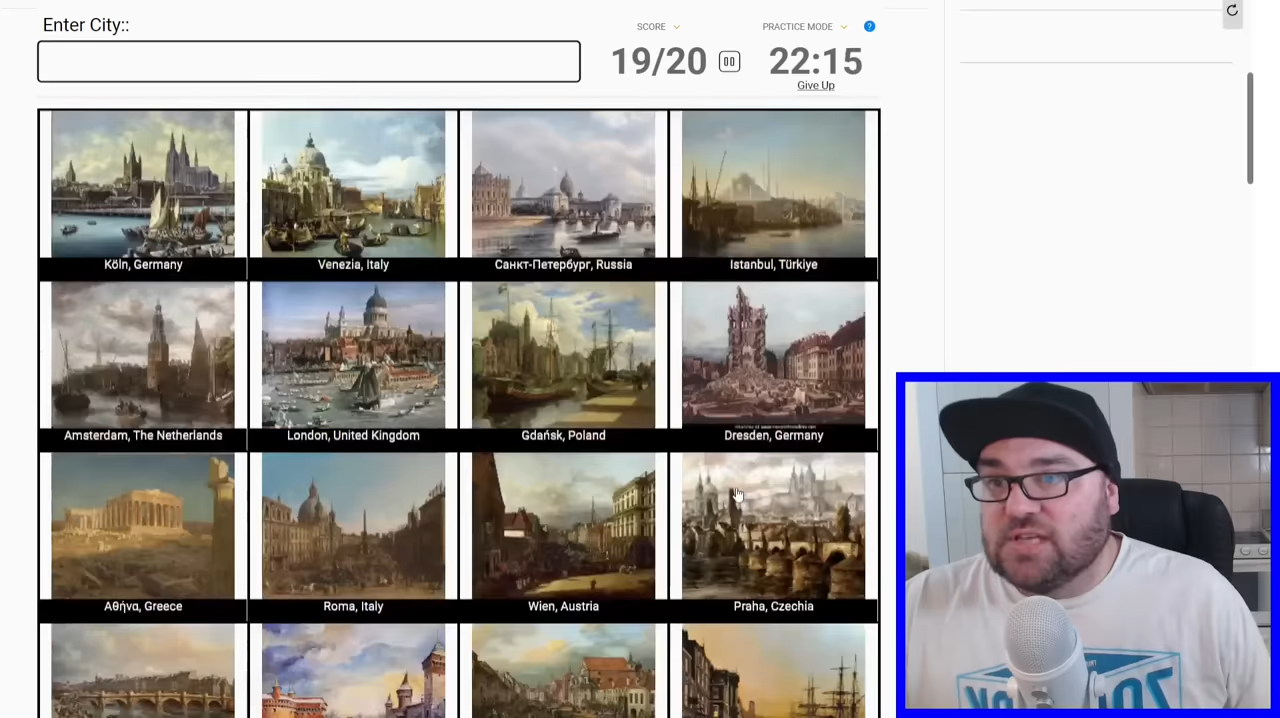 Enter City::
SCORE
PRACTICE MODE
?
19/20
22:15
Give Up
Köln, Germany
Venezia, Italy
Санкт-Петербург, Russia
Istanbul, Türkiye
Amsterdam, The Netherlands
London, United Kingdom
Gdańsk, Poland
Dresden, Germany
Αθήνα, Greece
Roma, Italy
Wien, Austria
Praha, Czechia